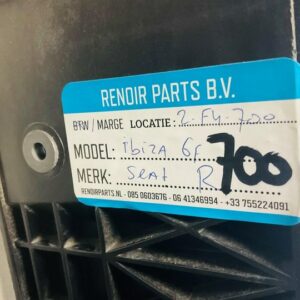 RENOIR PARTS B.V.
BTW / MARGE LOCATIE: 2-F4-700
MODEL: Ibiza 6F
700
MERK: Seat R
RENOIRPARTS.NL - 085 0603676 - 06 41346994 - +33 755224091